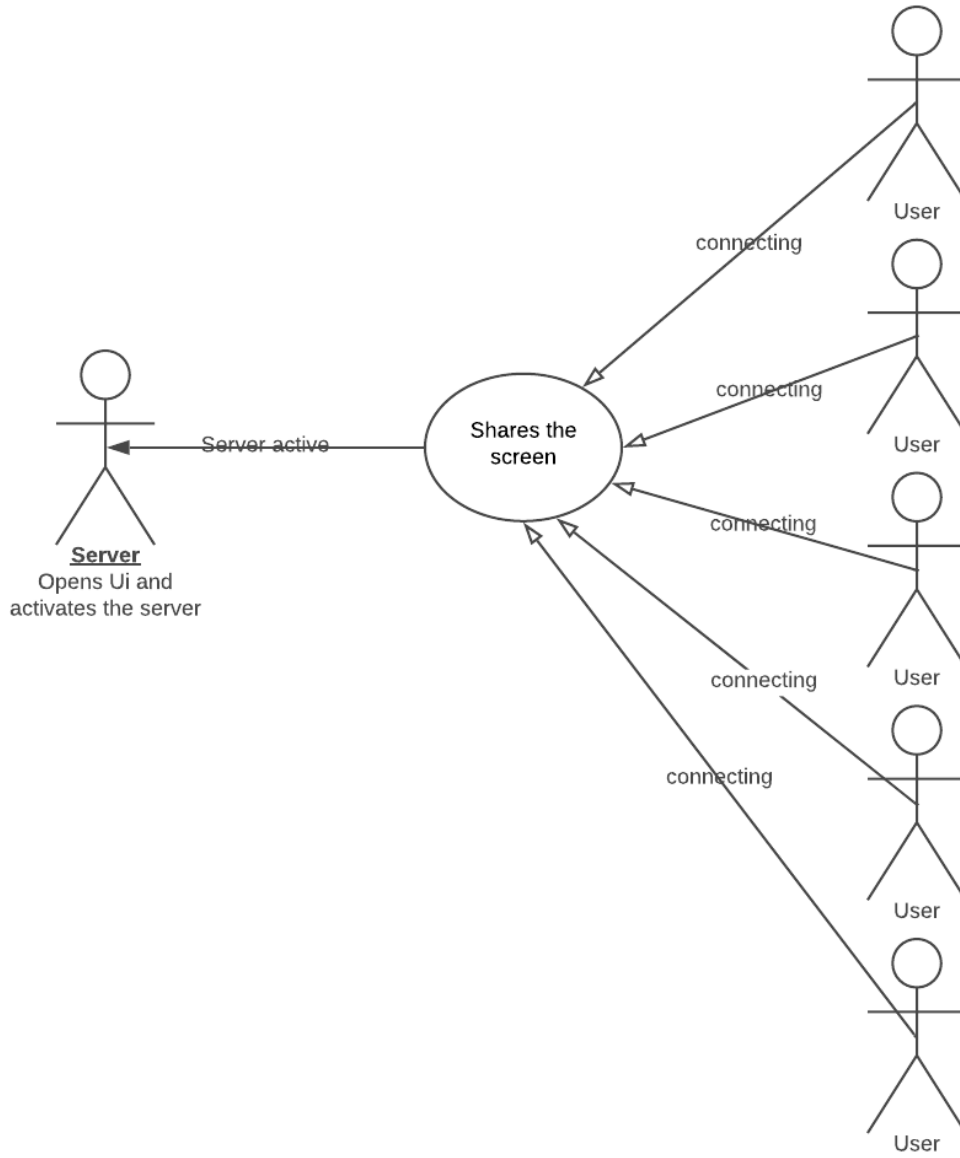 User
connecting
User
connecting
Shares the
screen
Server active
User
connecting
Server
Opens Ui and
activates the server
connecting
User
connecting
User